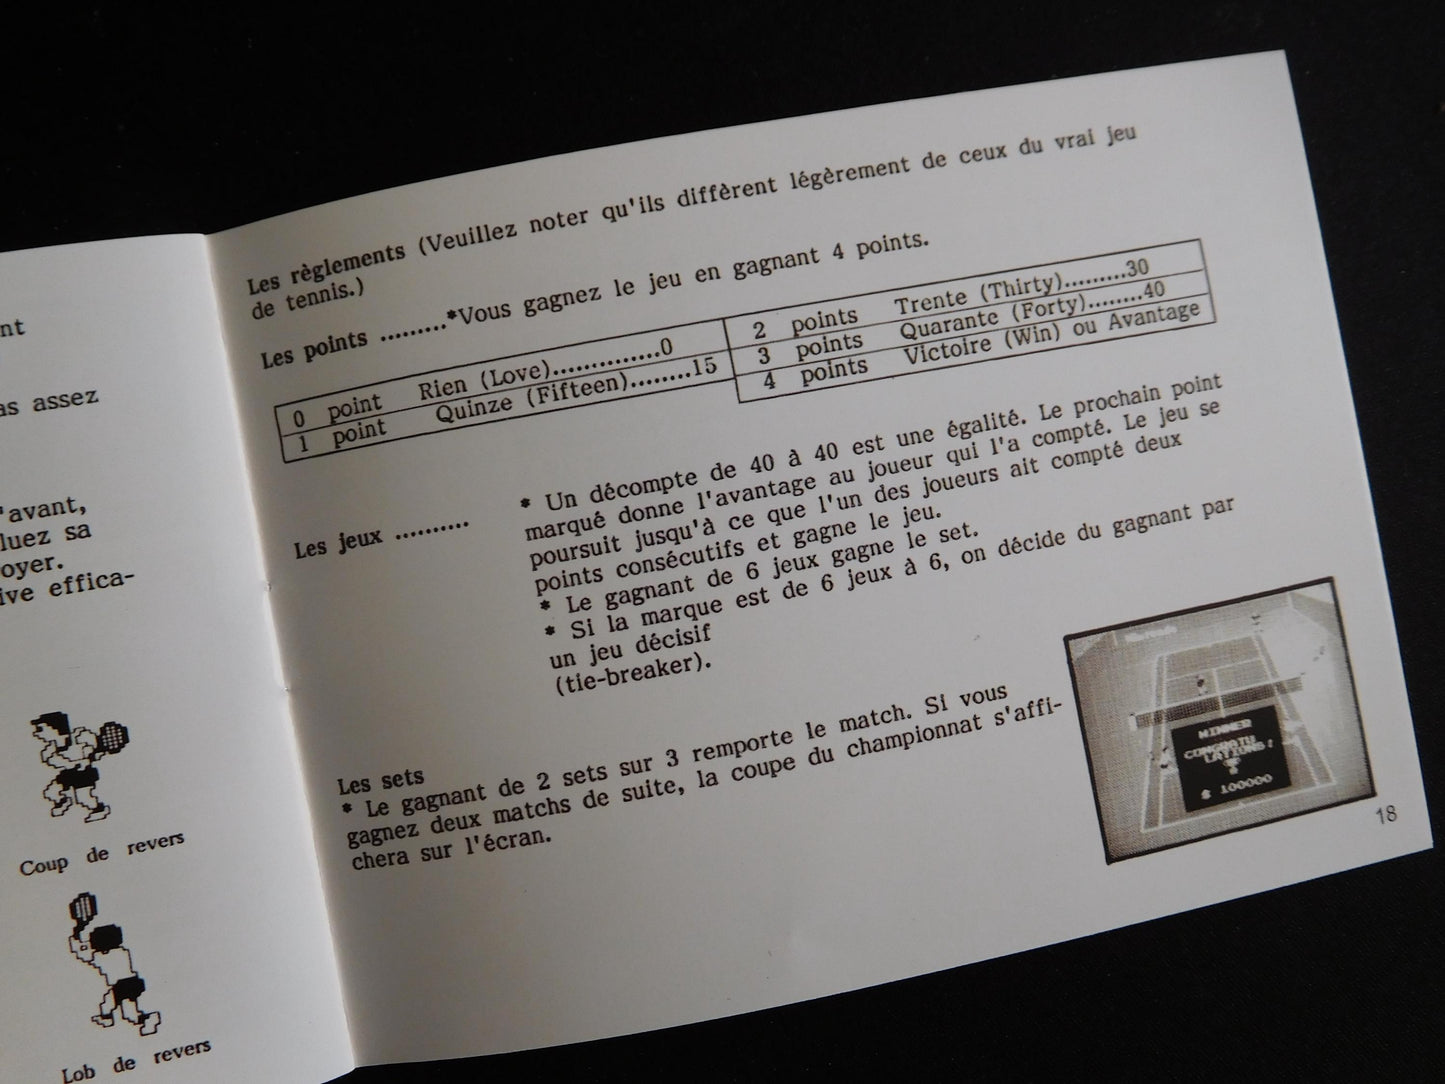 nt
as assez
'avant,
luez sa
oyer.
ive effica-
Coup de revers
Lob de revers
Les règlements (Veuillez noter qu'ils diffèrent légèrement de ceux du vrai jeu
de tennis.)
Les points .........*Vous gagnez le jeu en gagnant 4 points.
0 point Rien (Love)..............0
1 point Quinze (Fifteen)........15
2 points Trente (Thirty).........30
3 points Quarante (Forty)........40
4 points Victoire (Win) ou Avantage
Les jeux ..........
* Un décompte de 40 à 40 est une égalité. Le prochain point
marqué donne l'avantage au joueur qui l'a compté. Le jeu se
poursuit jusqu'à ce que l'un des joueurs ait compté deux
points consécutifs et gagne le jeu.
* Le gagnant de 6 jeux gagne le set.
* Si la marque est de 6 jeux à 6, on décide du gagnant par
un jeu décisif
(tie-breaker).
Les sets
* Le gagnant de 2 sets sur 3 remporte le match. Si vous
gagnez deux matchs de suite, la coupe du championnat s'affi-
chera sur l'écran.
WINNER
CONGRATU
LATIONS!
$ 100000
18